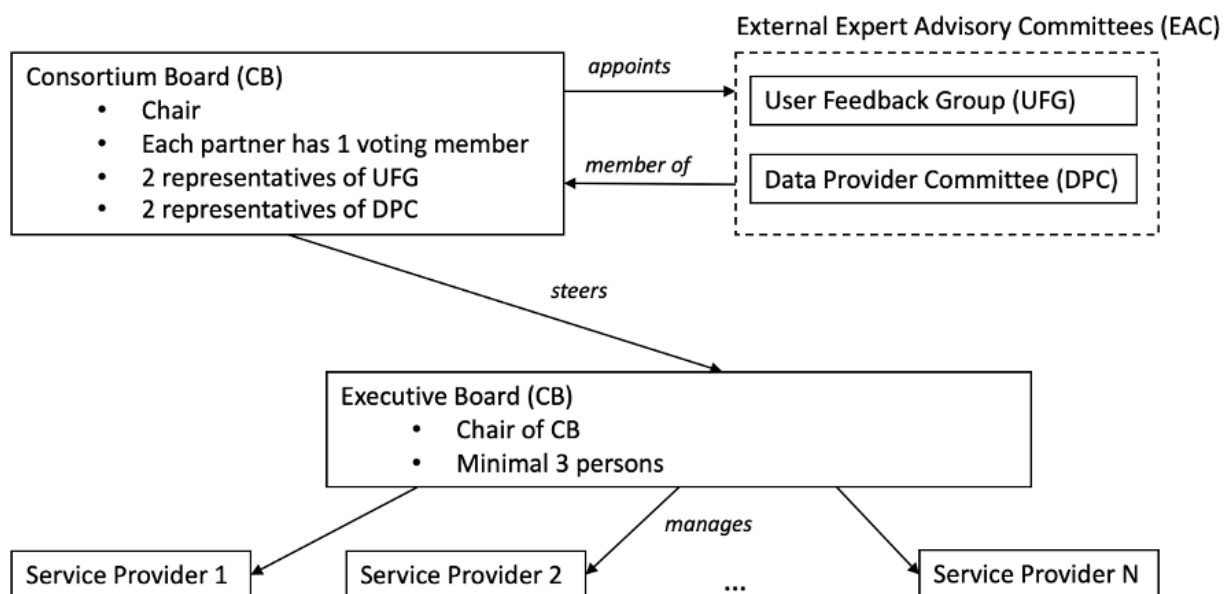 External Expert Advisory Committees (EAC)
Consortium Board (CB)
• Chair
• Each partner has 1 voting member
• 2 representatives of UFG
• 2 representatives of DPC
appoints
member of
User Feedback Group (UFG)
Data Provider Committee (DPC)
steers
Executive Board (CB)
• Chair of CB
• Minimal 3 persons
manages
Service Provider 1
Service Provider 2
...
Service Provider N